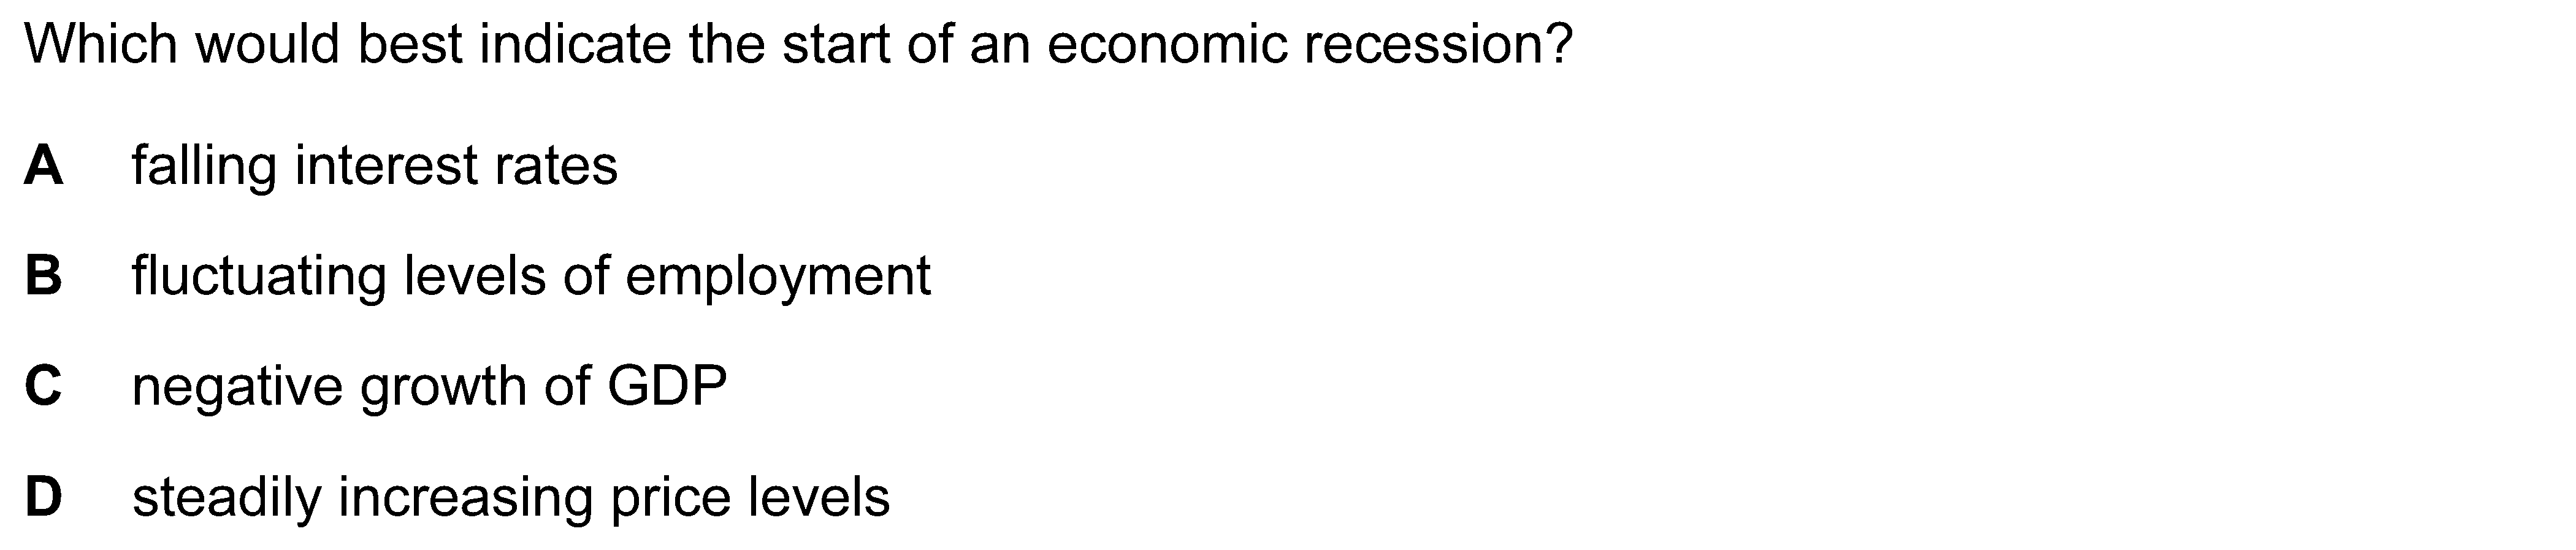 Which would best indicate the start of an economic recession?
A falling interest rates
B fluctuating levels of employment
C negative growth of GDP
D steadily increasing price levels